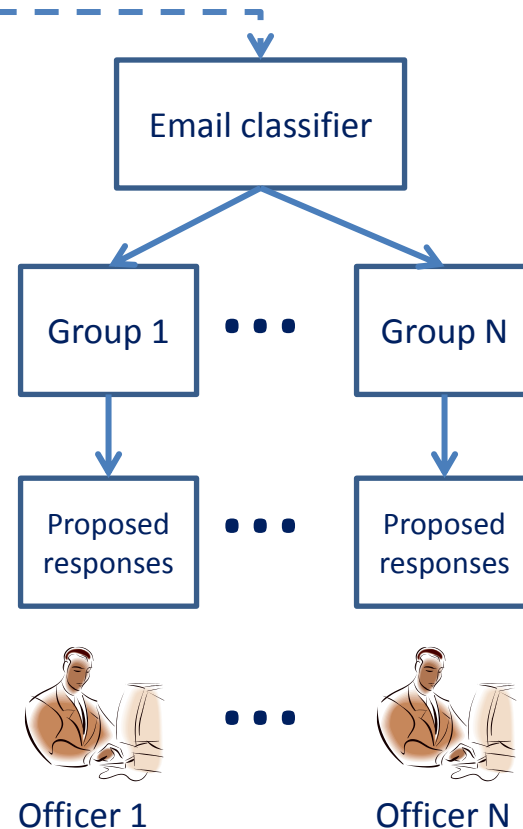 Email classifier
Group 1
Group N
Proposed
responses
Proposed
responses
Officer 1
Officer N